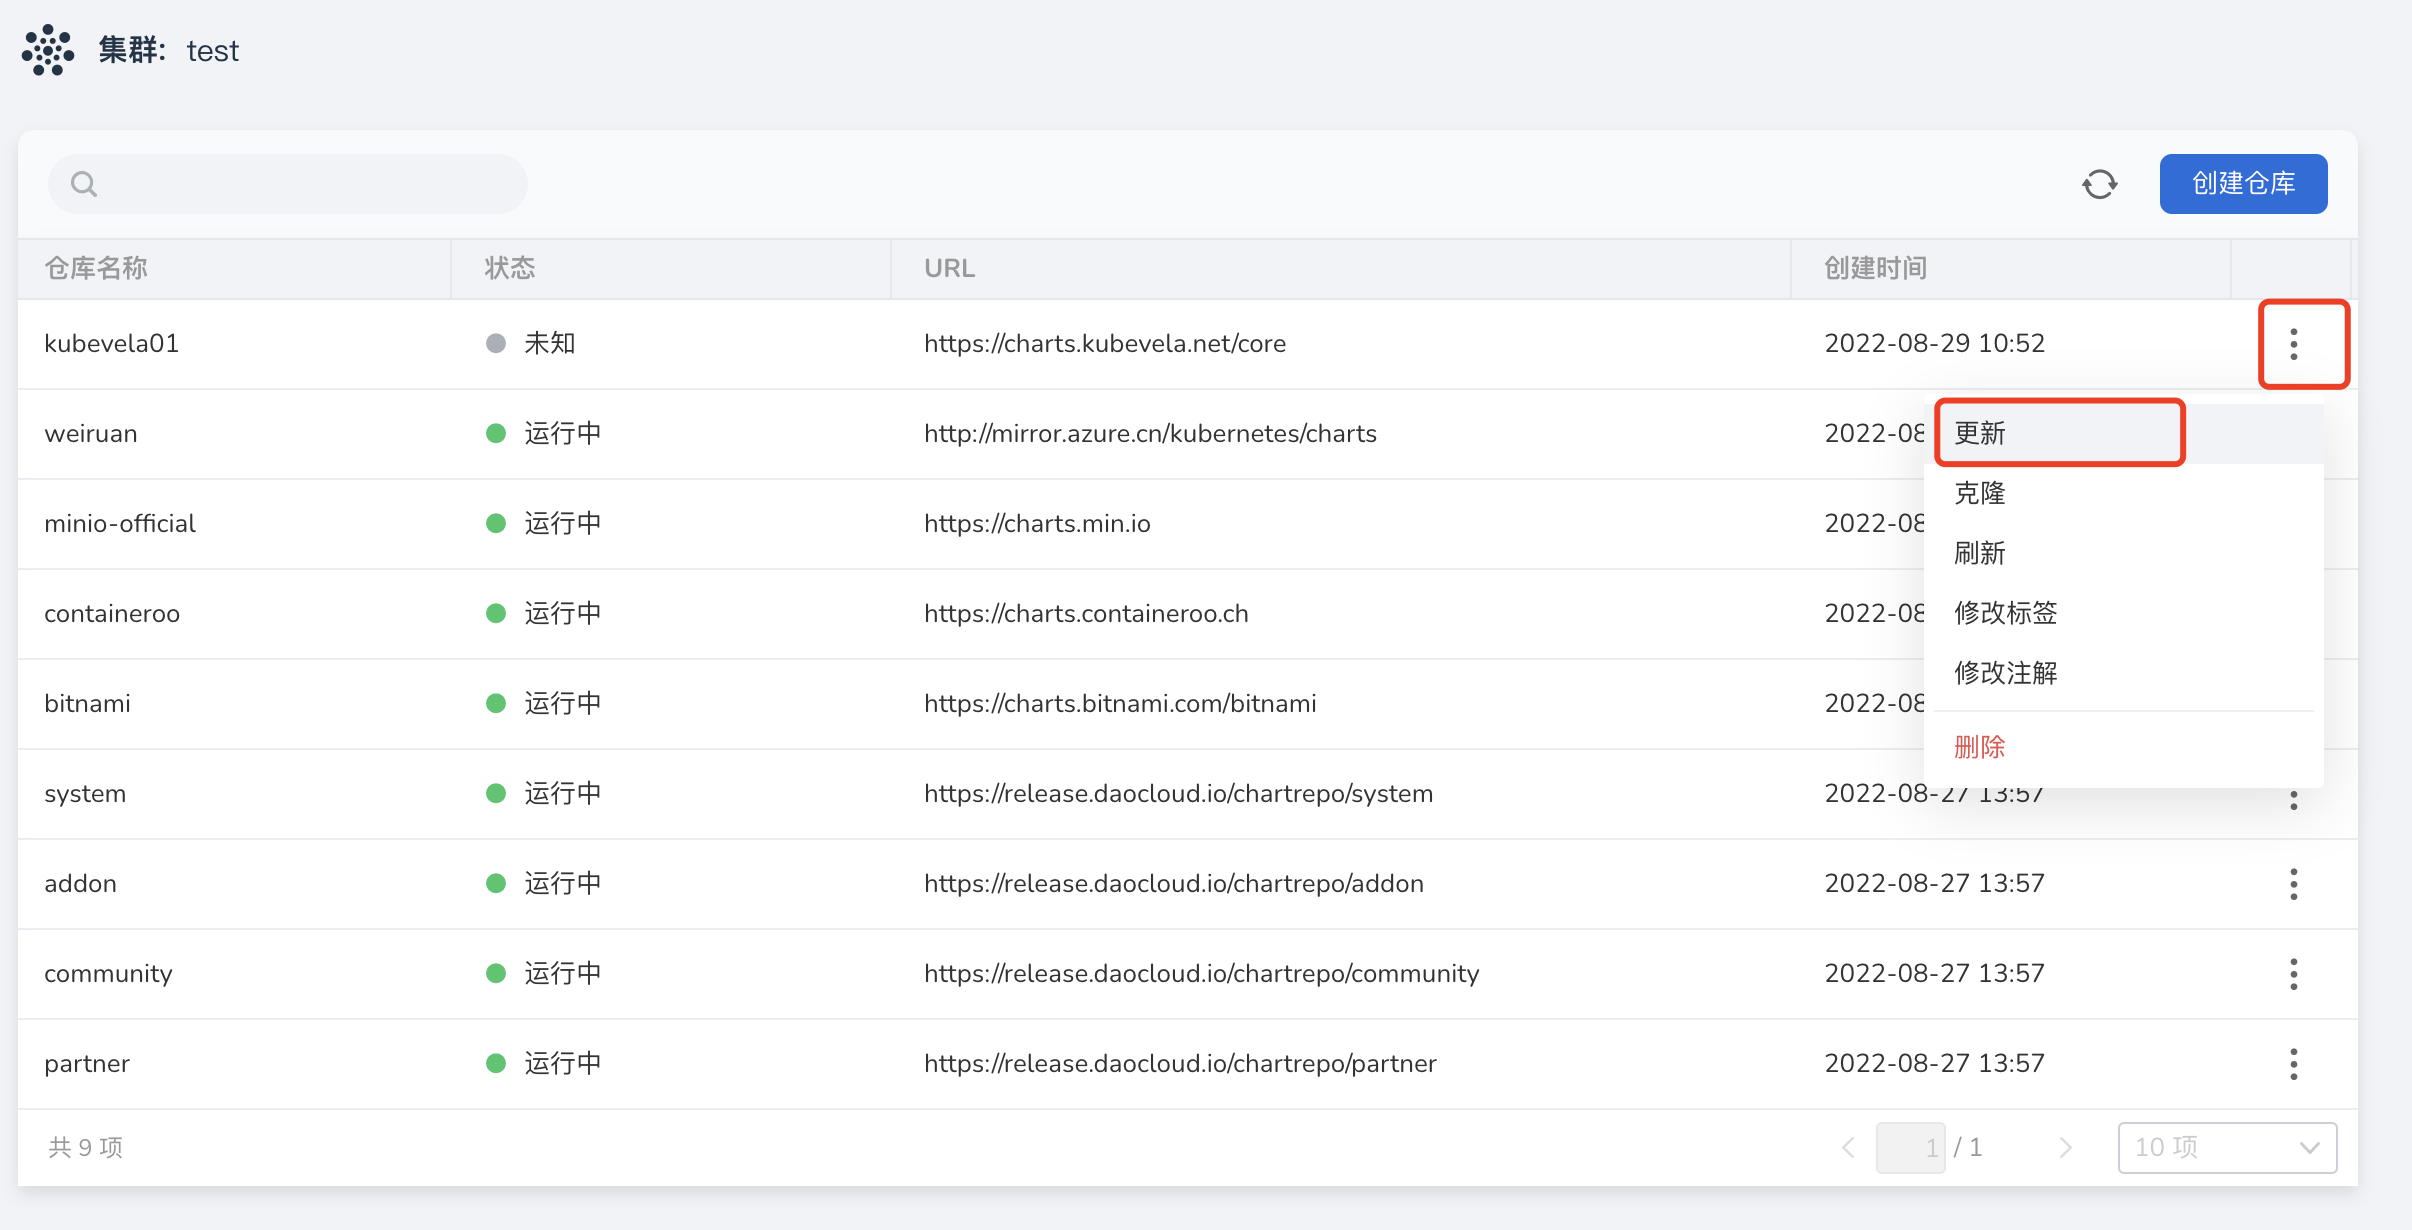 集群: test
创建仓库
仓库名称 状态 URL 创建时间
kubevela01 未知 https://charts.kubevela.net/core 2022-08-29 10:52
weiruan 运行中 http://mirror.azure.cn/kubernetes/charts 2022-08
更新
克隆
刷新
修改标签
修改注解
删除
minio-official 运行中 https://charts.min.io 2022-08
containeroo 运行中 https://charts.containeroo.ch 2022-08
bitnami 运行中 https://charts.bitnami.com/bitnami 2022-08
system 运行中 https://release.daocloud.io/chartrepo/system 2022-08-27 13:57
addon 运行中 https://release.daocloud.io/chartrepo/addon 2022-08-27 13:57
community 运行中 https://release.daocloud.io/chartrepo/community 2022-08-27 13:57
partner 运行中 https://release.daocloud.io/chartrepo/partner 2022-08-27 13:57
共 9 项 1 / 1 10 项